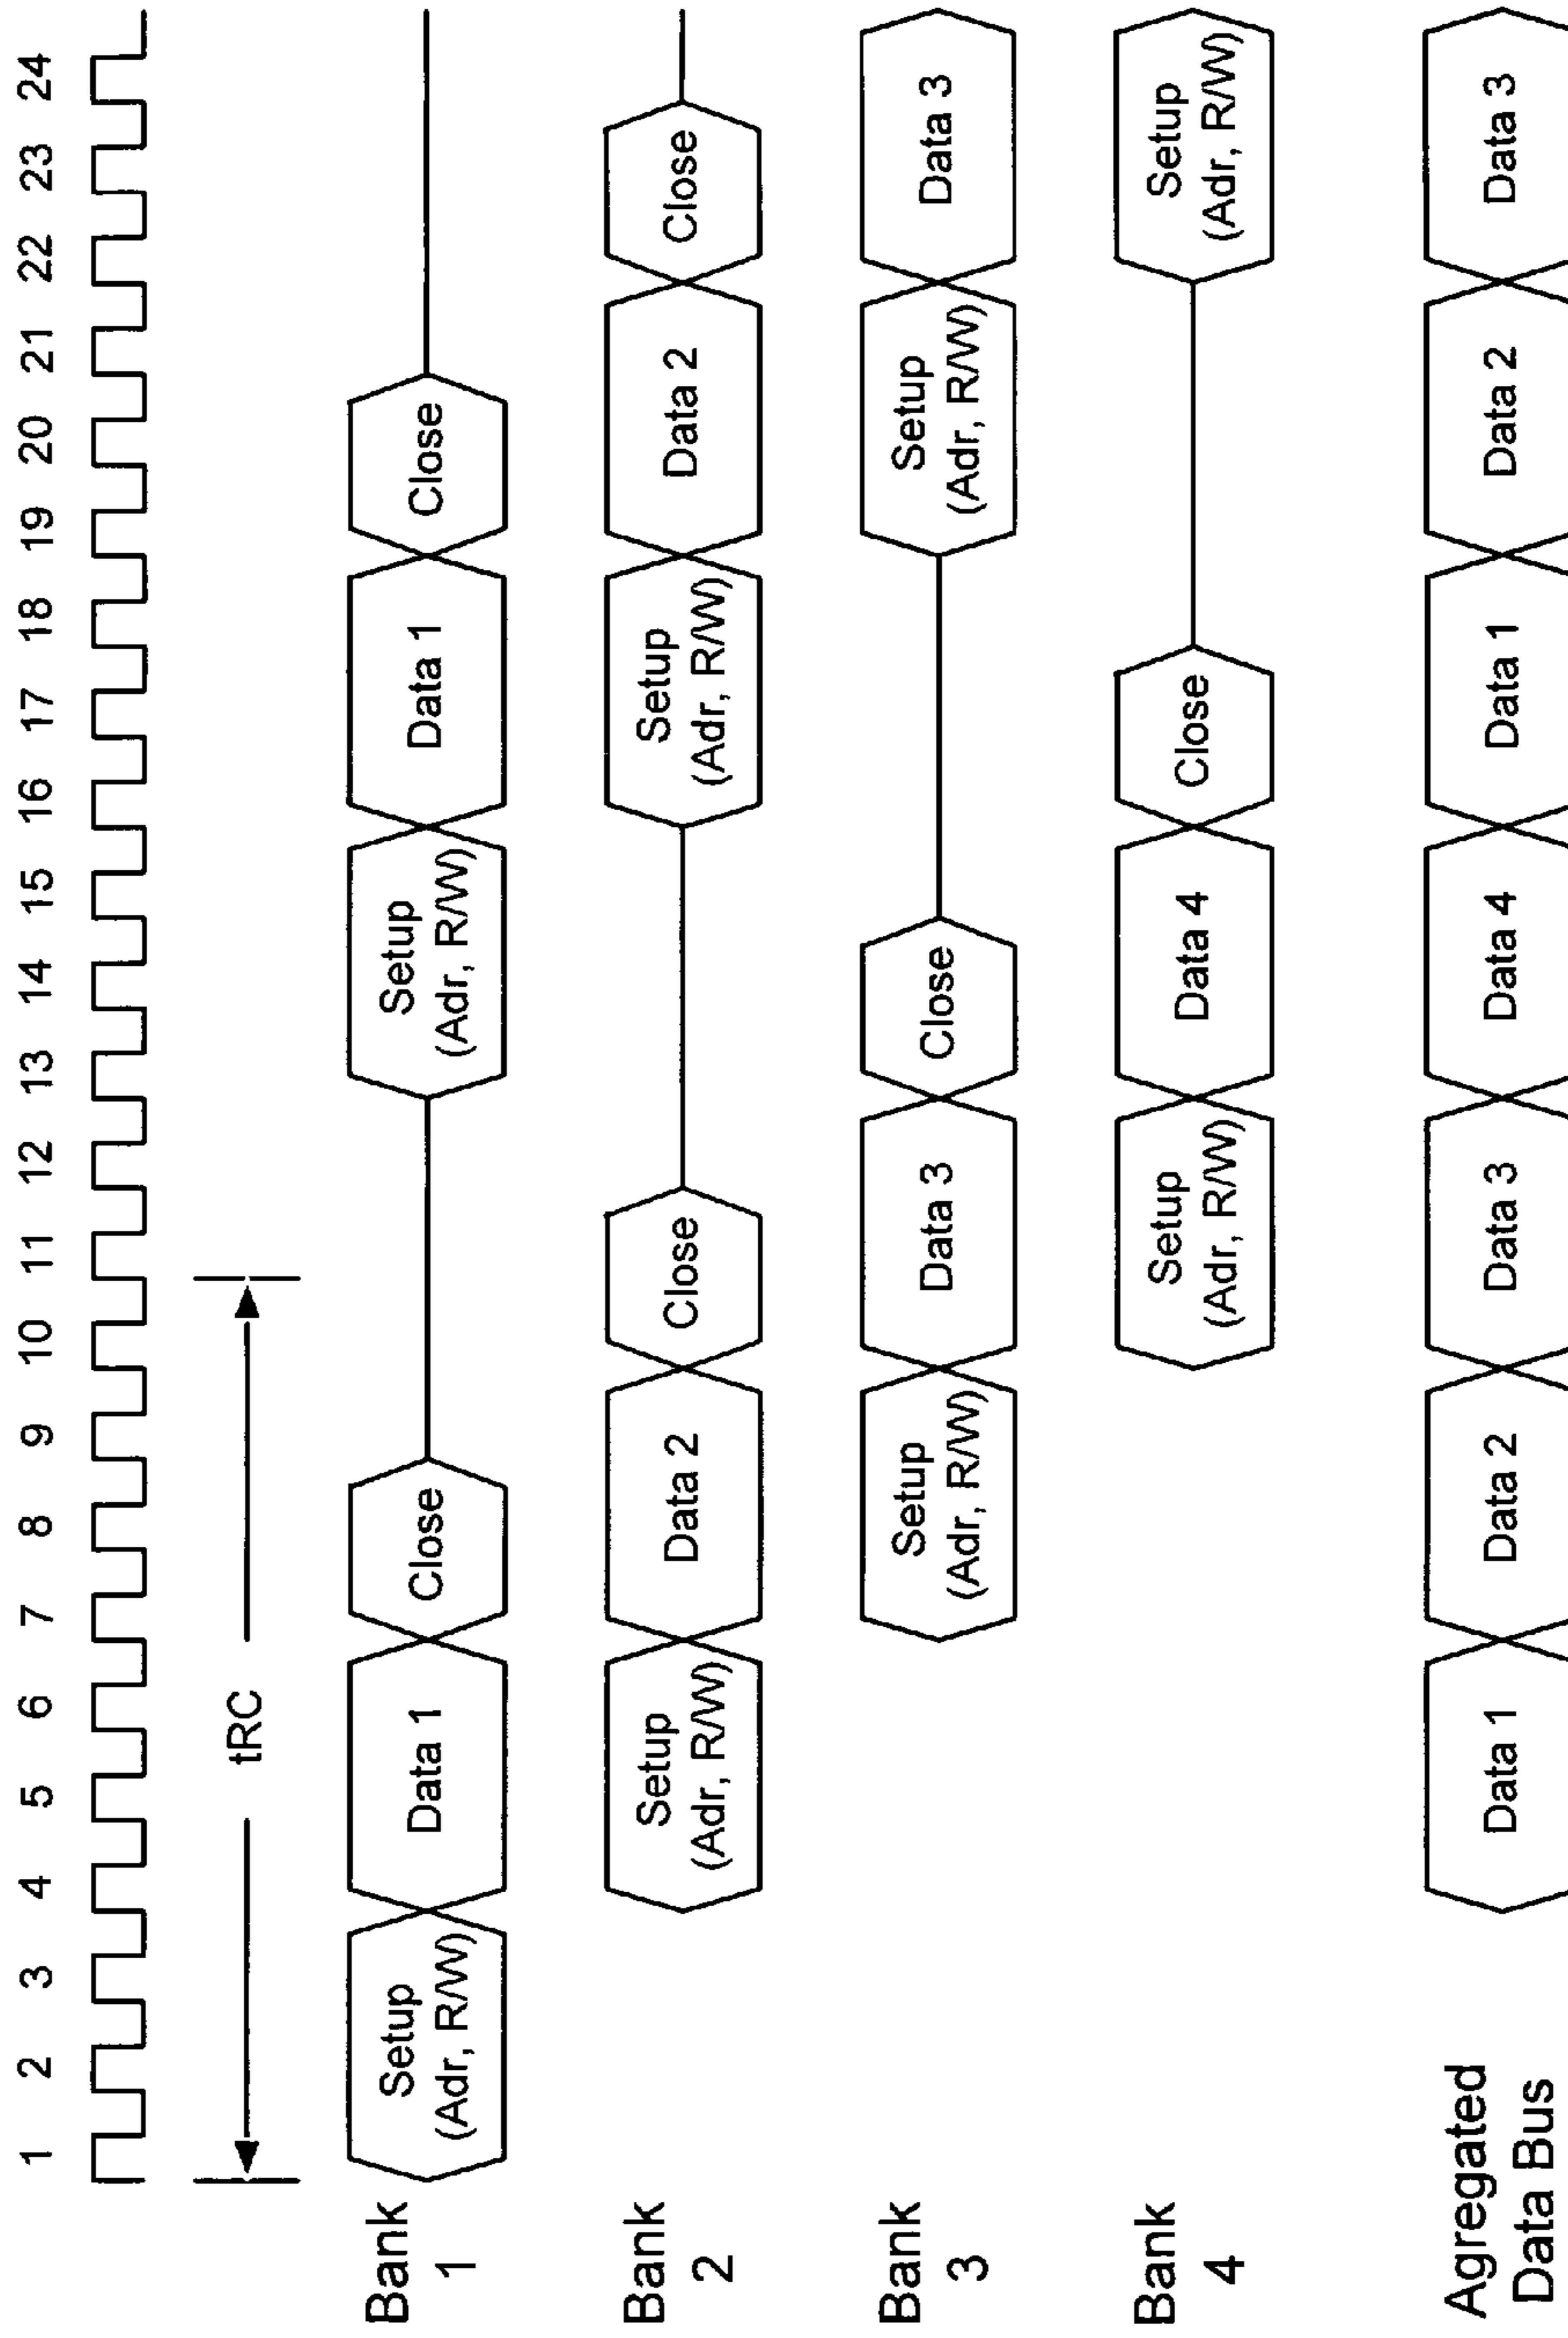 1 2 3 4 5 6 7 8 9 10 11 12 13 14 15 16 17 18 19 20 21 22 23 24
tRC
Bank
1
Setup
(Adr, R/W)
Data 1
Close
Setup
(Adr, R/W)
Data 1
Close
Bank
2
Setup
(Adr, R/W)
Data 2
Close
Setup
(Adr, R/W)
Data 2
Close
Bank
3
Setup
(Adr, R/W)
Data 3
Close
Setup
(Adr, R/W)
Data 3
Bank
4
Setup
(Adr, R/W)
Data 4
Close
Setup
(Adr, R/W)
Agregated
Data Bus
Data 1
Data 2
Data 3
Data 4
Data 1
Data 2
Data 3